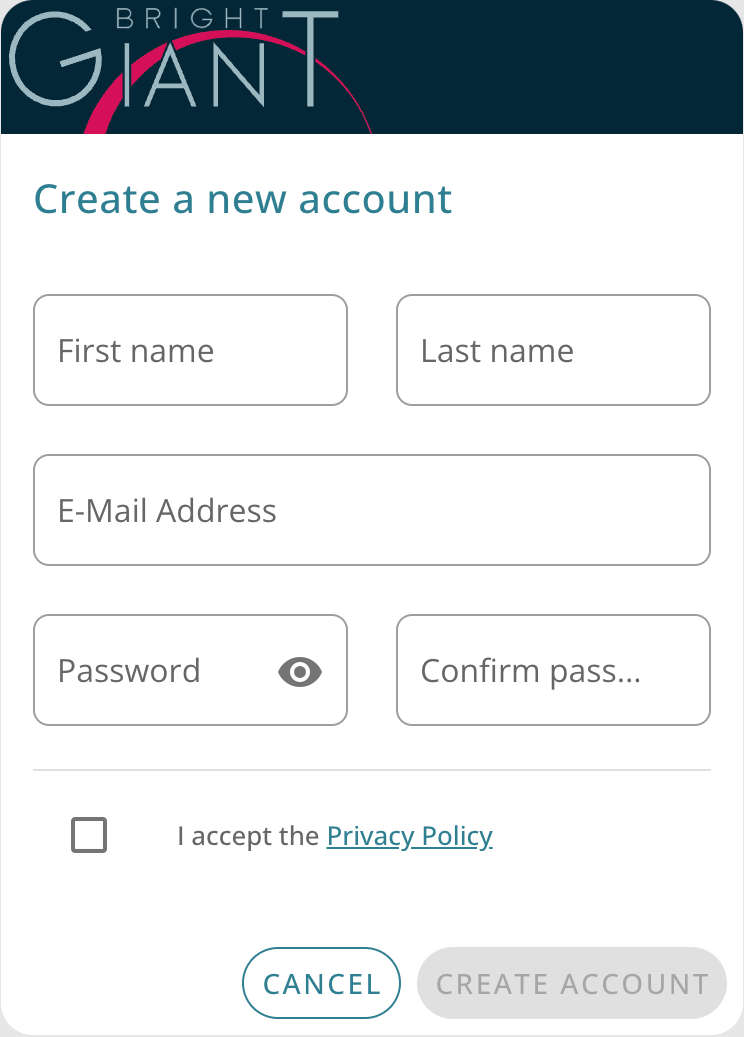 BRIGHT
GIANT
Create a new account
First name
Last name
E-Mail Address
Password
Confirm pass...
I accept the Privacy Policy
CANCEL
CREATE ACCOUNT